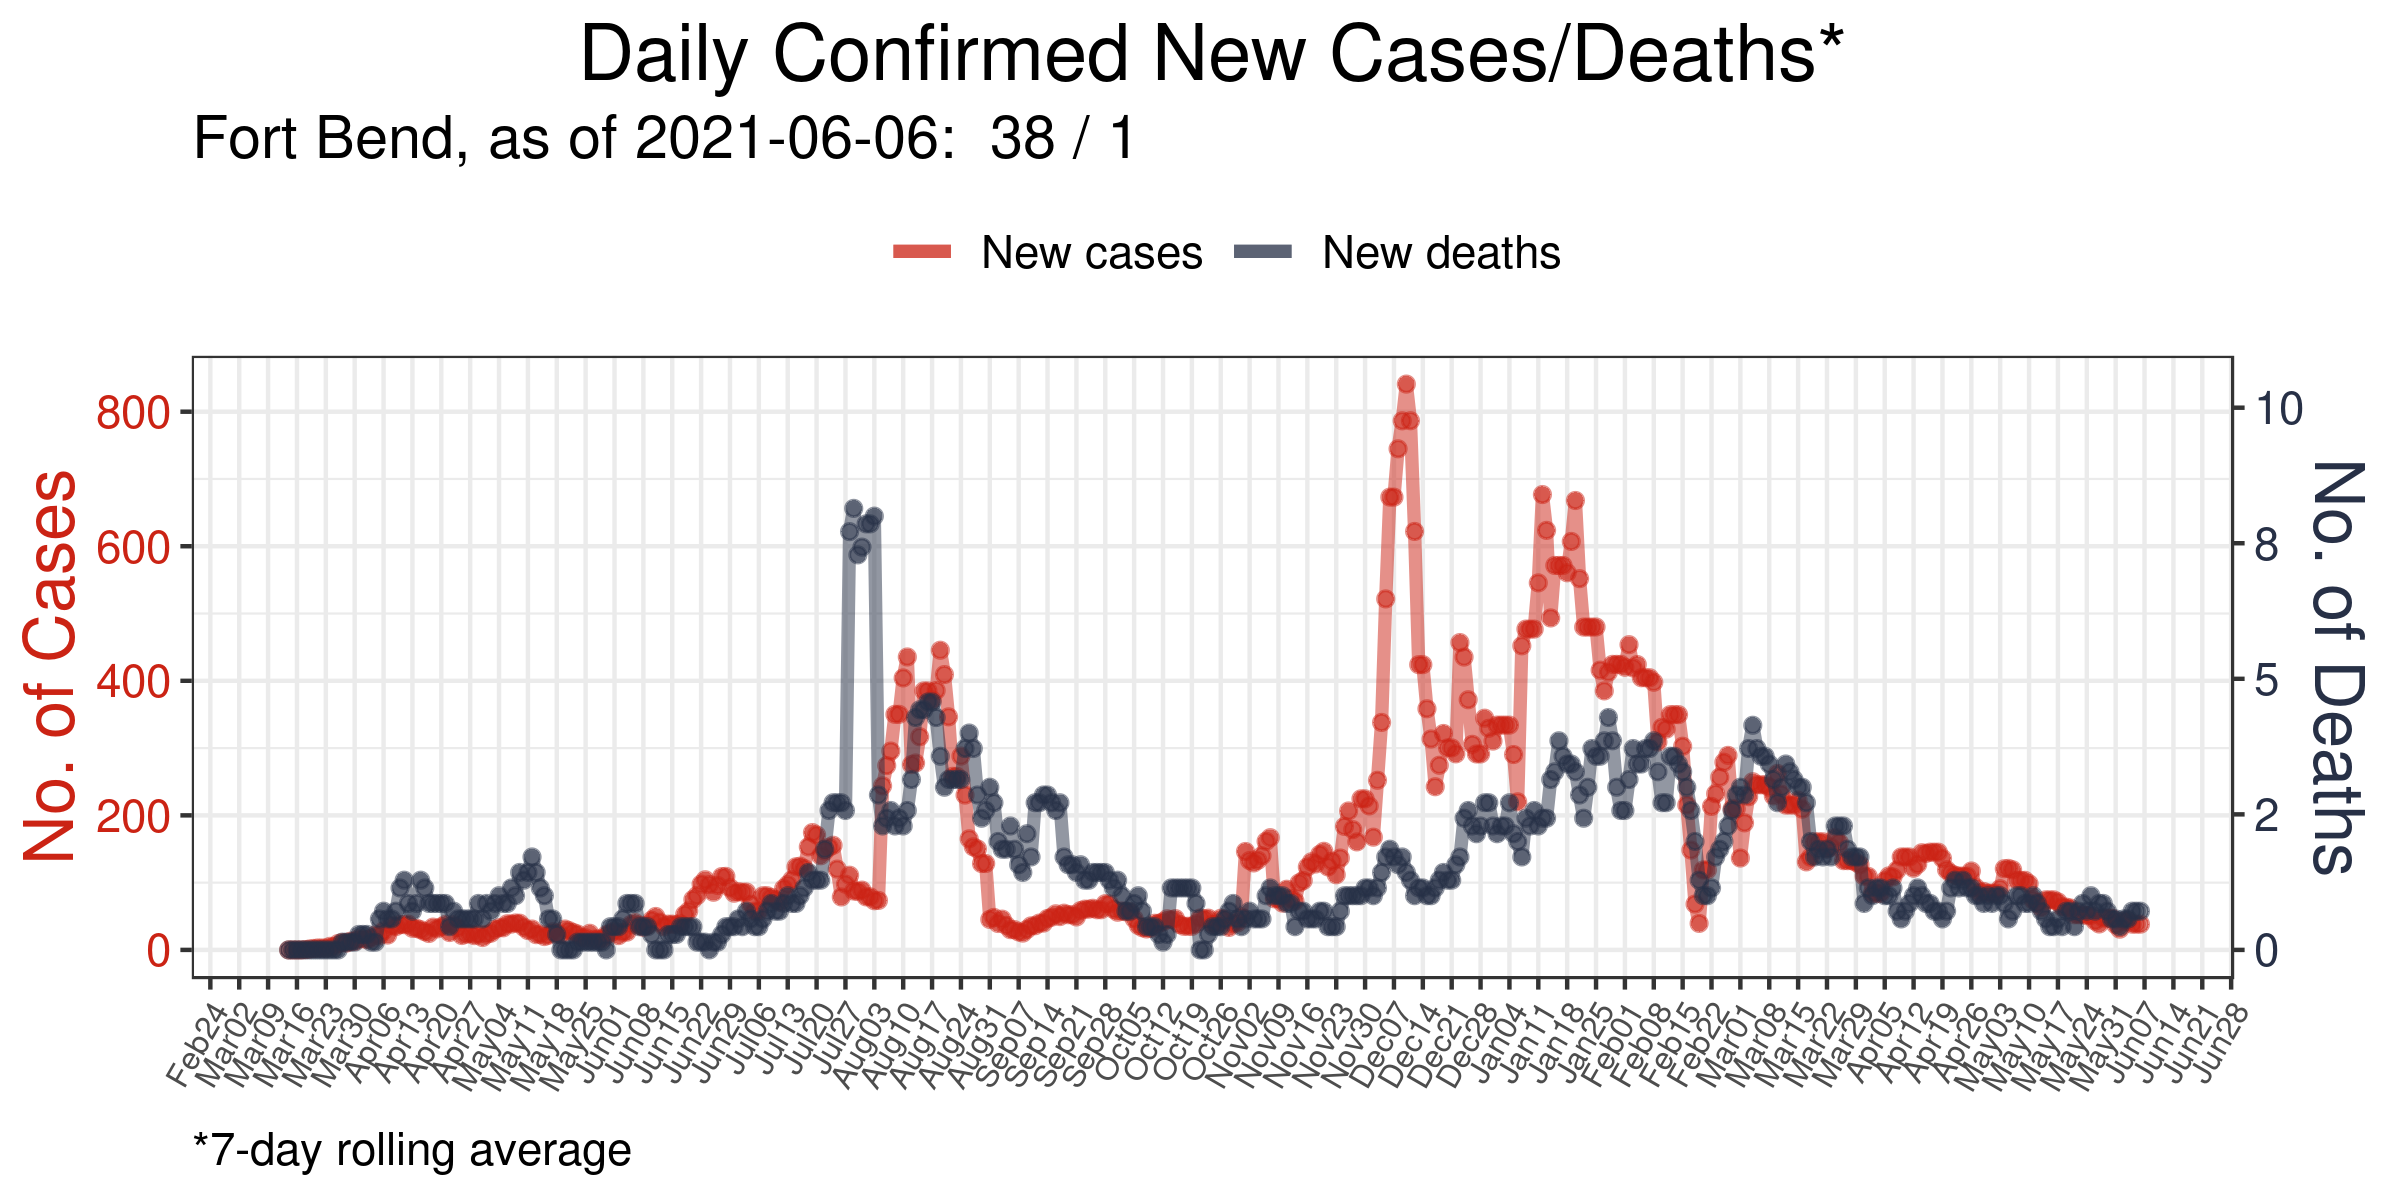 Daily Confirmed New Cases/Deaths*
Fort Bend, as of 2021-06-06:  38 / 1
New cases
New deaths
No. of Cases
800
600
400
200
0
10
8
5
2
0
No. of Deaths
Feb24
Mar02
Mar09
Mar16
Mar23
Mar30
Apr06
Apr13
Apr20
Apr27
May04
May11
May18
May25
Jun01
Jun08
Jun15
Jun22
Jun29
Jul06
Jul13
Jul20
Jul27
Aug03
Aug10
Aug17
Aug24
Aug31
Sep07
Sep14
Sep21
Sep28
Oct05
Oct12
Oct19
Oct26
Nov02
Nov09
Nov16
Nov23
Nov30
Dec07
Dec14
Dec21
Dec28
Jan04
Jan11
Jan18
Jan25
Feb01
Feb08
Feb15
Feb22
Mar01
Mar08
Mar15
Mar22
Mar29
Apr05
Apr12
Apr19
Apr26
May03
May10
May17
May24
May31
Jun07
Jun14
Jun21
Jun28
*7-day rolling average